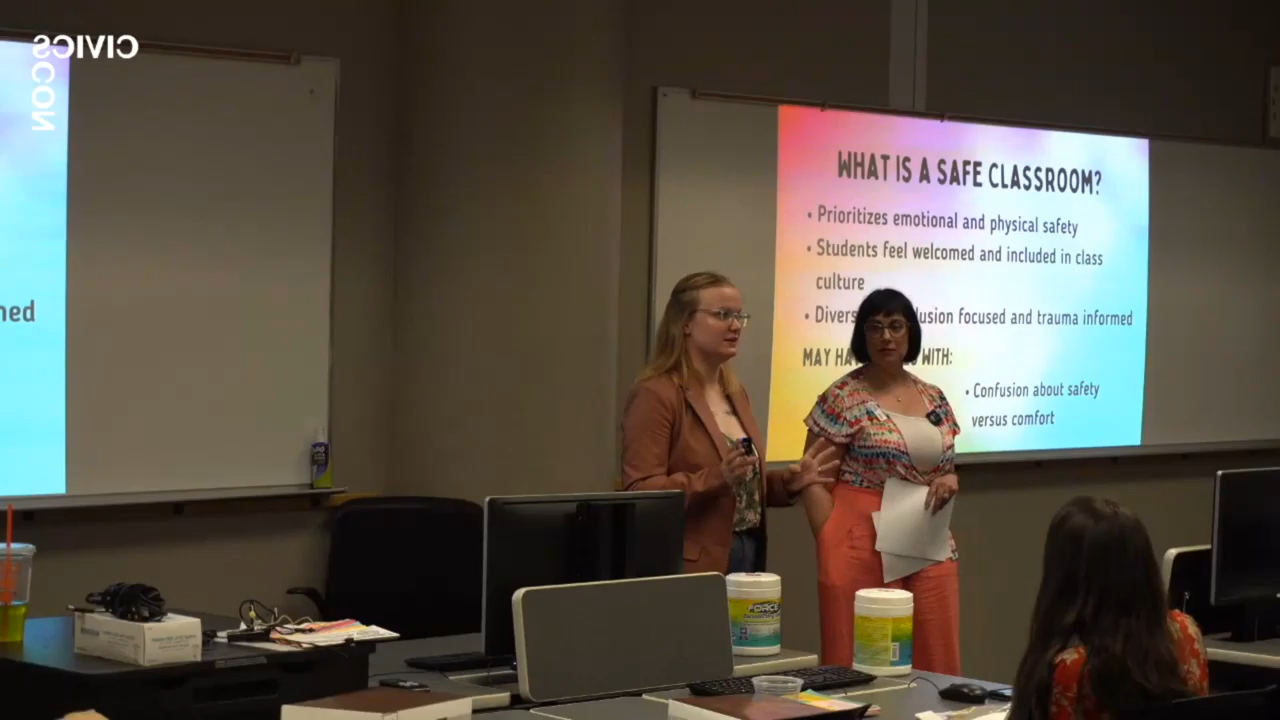 CIVICS
CON
ned
WHAT IS A SAFE CLASSROOM?
• Prioritizes emotional and physical safety
• Students feel welcomed and included in class
culture
• Divers lusion focused and trauma informed
MAY HA WITH:
• Confusion about safety
versus comfort
FORCE